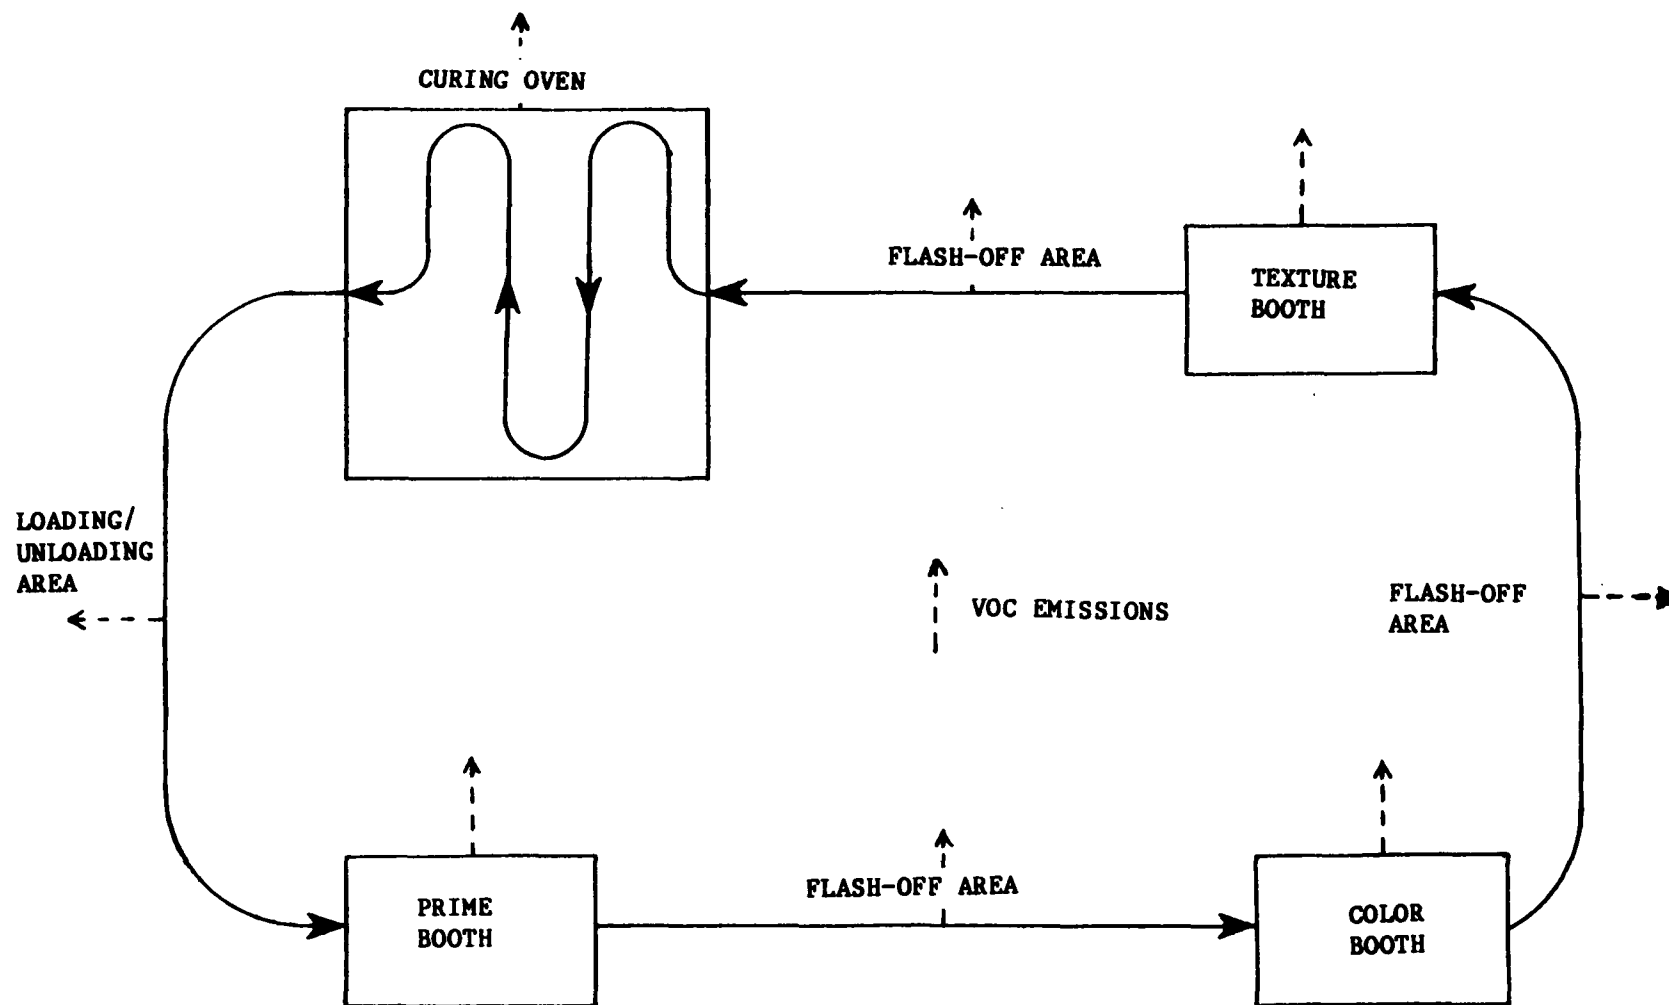 CURING OVEN
FLASH-OFF AREA
TEXTURE
BOOTH
LOADING/
UNLOADING
AREA
VOC EMISSIONS
FLASH-OFF
AREA
PRIME
BOOTH
FLASH-OFF AREA
COLOR
BOOTH